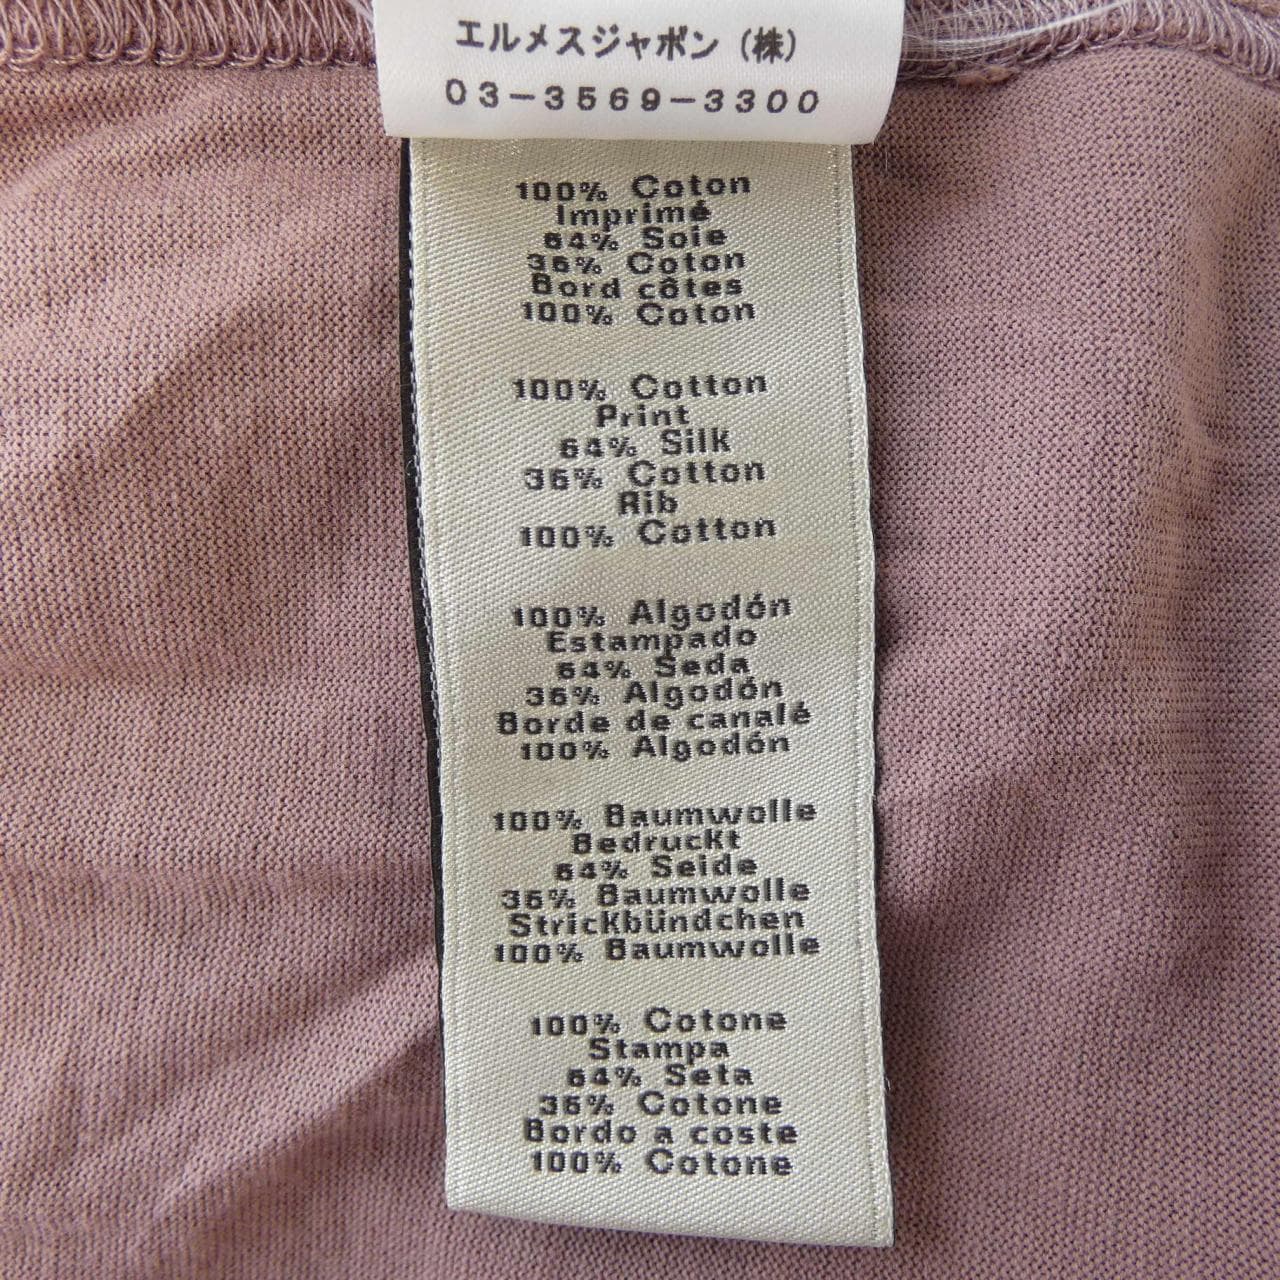 エルメスジャポン（株）
03-3569-3300
100% Coton
Imprimé
64% Soie
36% Coton
Bord côtes
100% Coton
100% Cotton
Print
64% Silk
36% Cotton
Rib
100% Cotton
100% Algodón
Estampado
64% Seda
36% Algodón
Borde de canalé
100% Algodón
100% Baumwolle
Bedruckt
64% Seide
36% Baumwolle
Strickbündchen
100% Baumwolle
100% Cotone
Stampa
64% Seta
36% Cotone
Bordo a coste
100% Cotone